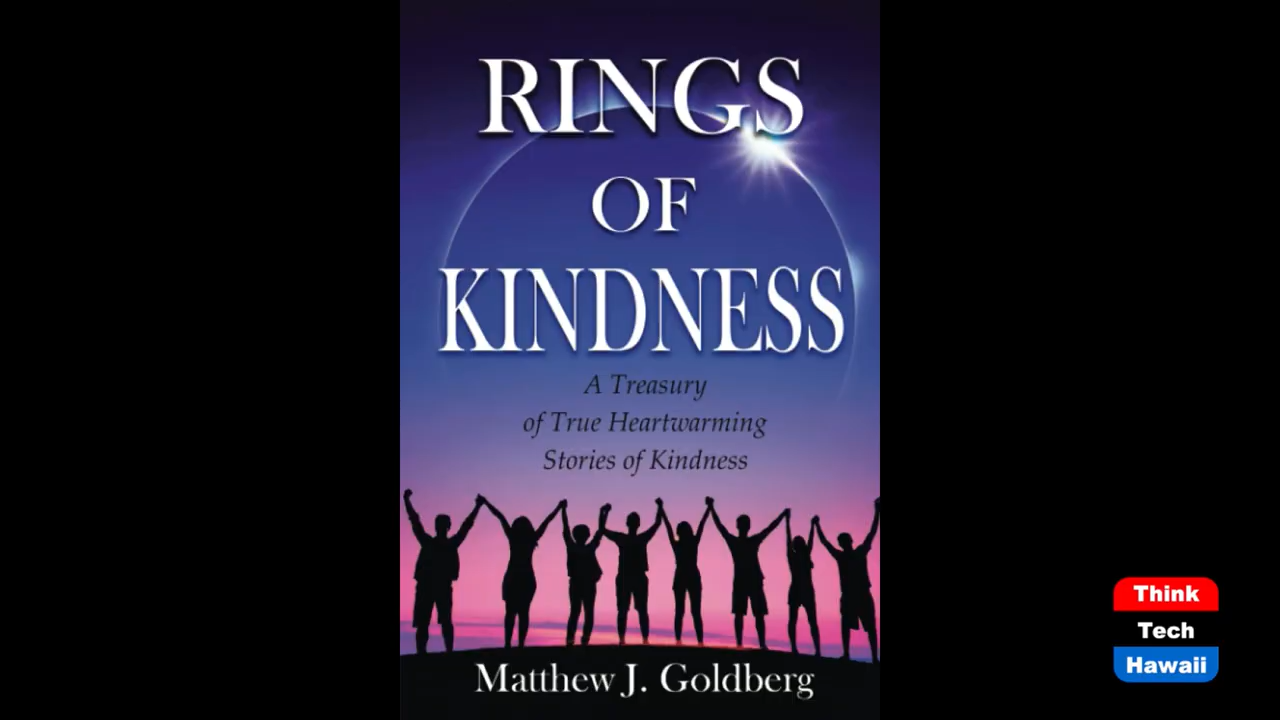 RINGS
OF
KINDNESS
A Treasury
of True Heartwarming
Stories of Kindness
Matthew J. Goldberg
Think
Tech
Hawaii